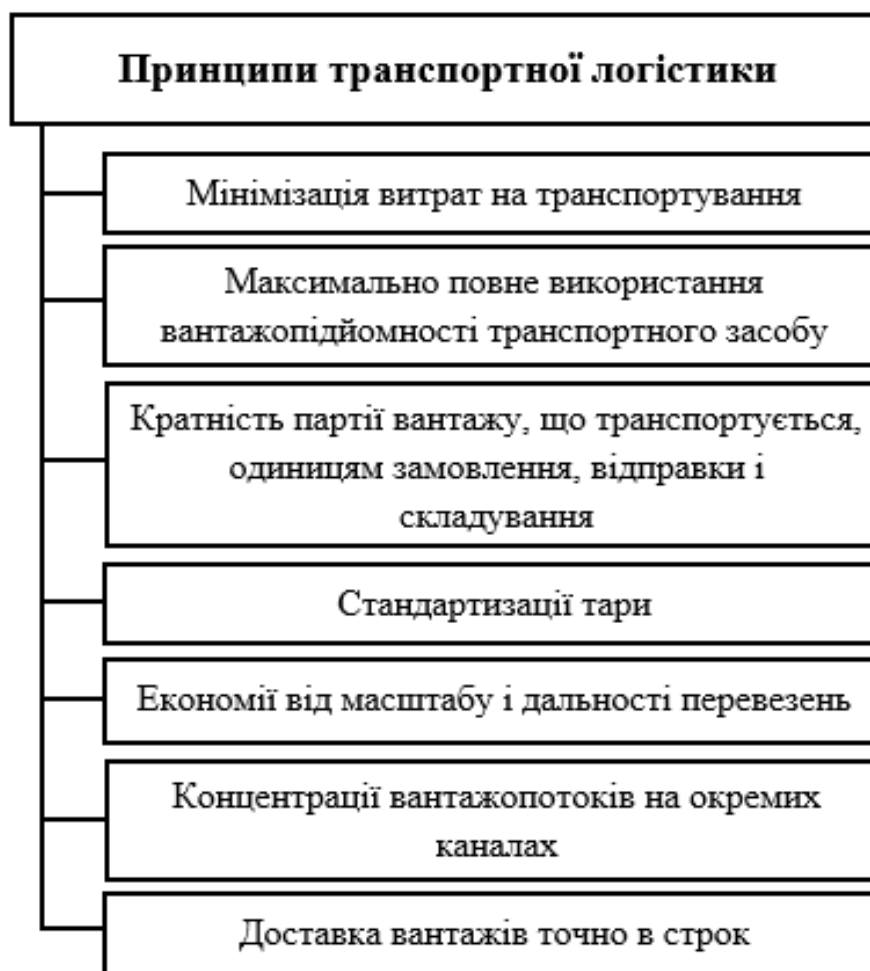 Принципи транспортної логістики
Мінімізація витрат на транспортування
Максимально повне використання
вантажопідйомності транспортного засобу
Кратність партії вантажу, що транспортується,
одиницям замовлення, відправки і
складування
Стандартизації тари
Економії від масштабу і дальності перевезень
Концентрації вантажопотоків на окремих
каналах
Доставка вантажів точно в строк